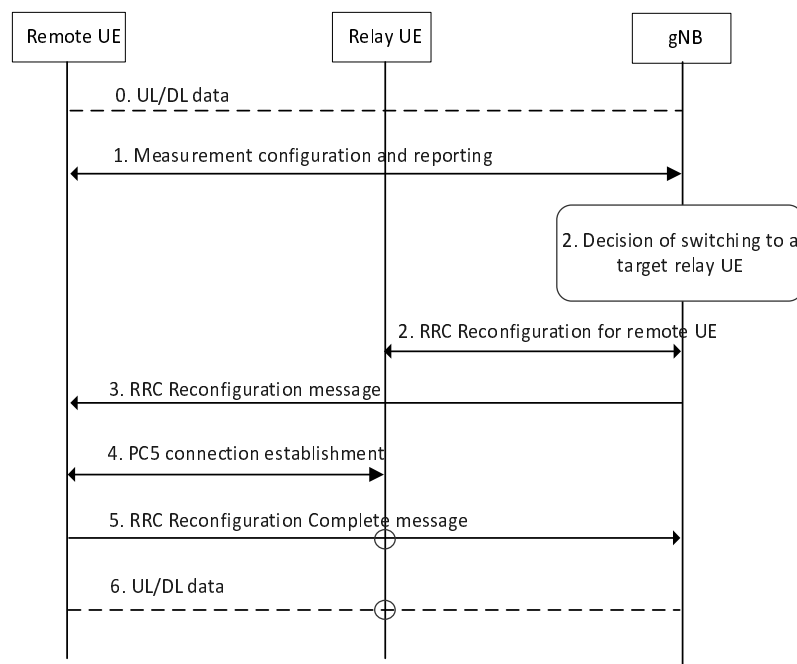 Remote UE
Relay UE
gNB
0. UL/DL data
1. Measurement configuration and reporting
2. Decision of switching to a
target relay UE
2. RRC Reconfiguration for remote UE
3. RRC Reconfiguration message
4. PC5 connection establishment
5. RRC Reconfiguration Complete message
6. UL/DL data